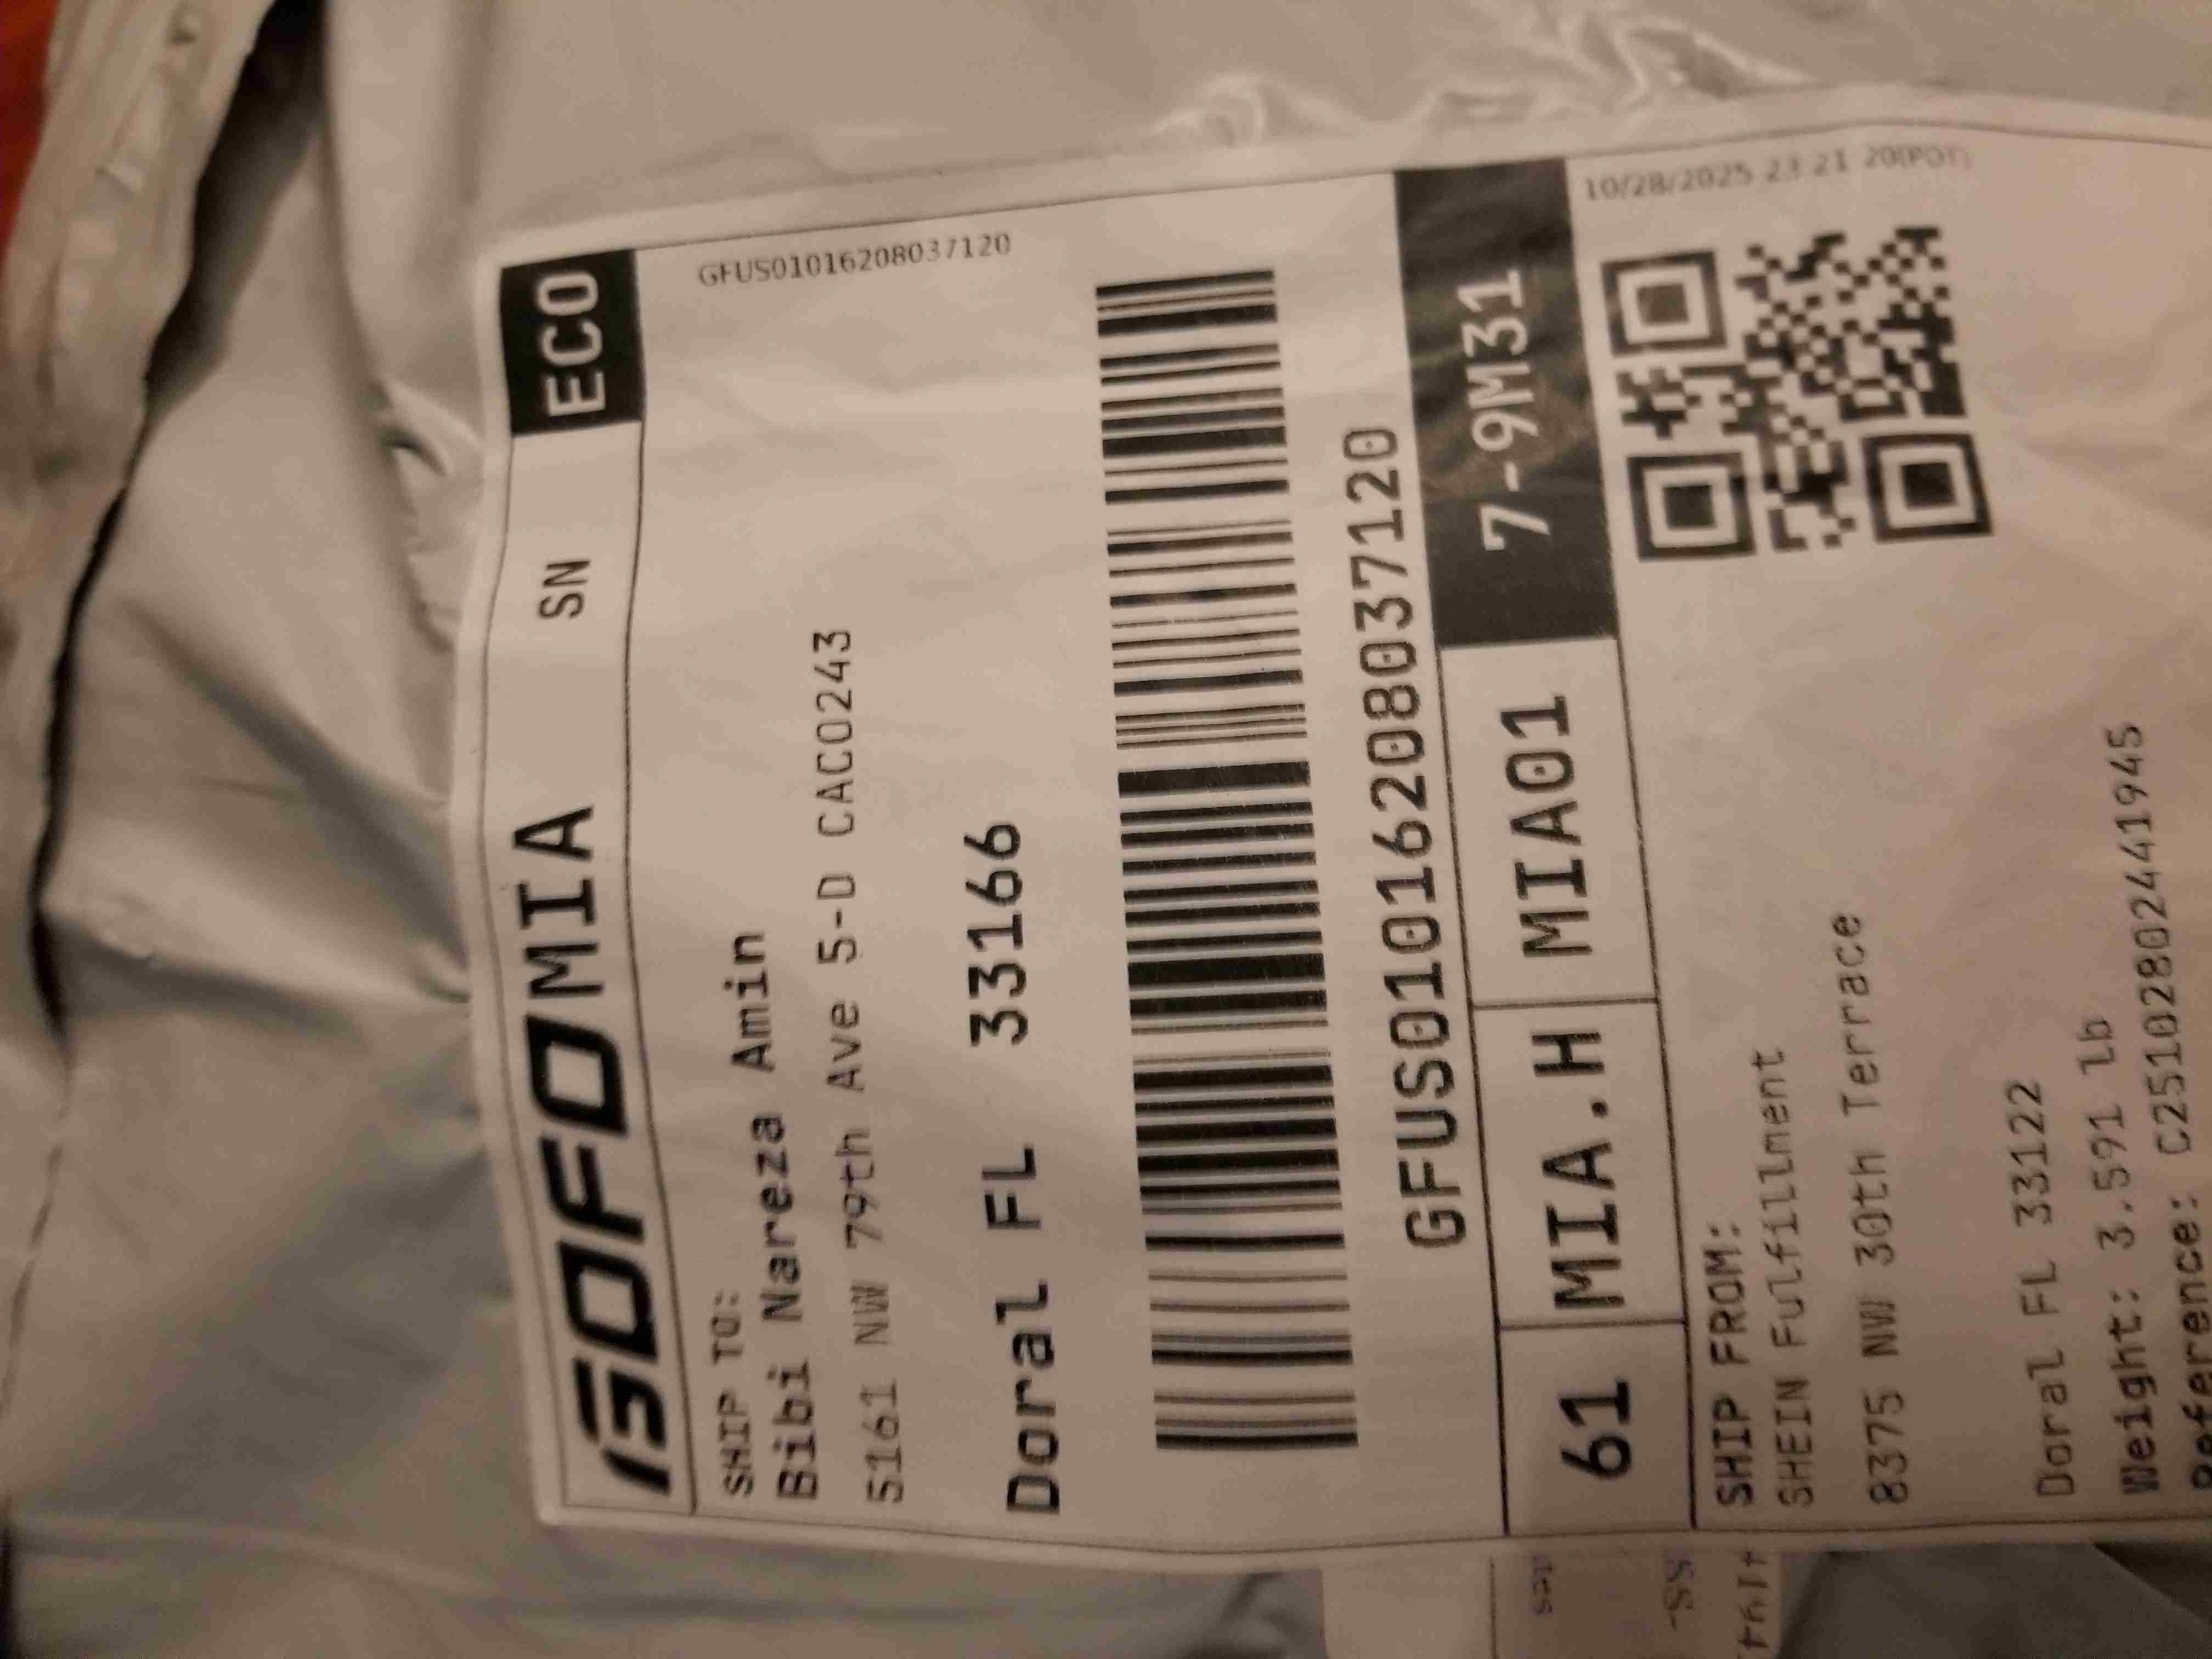 GOFO MIA SN ECO
GFUS01016208037120
SHIP TO:
Bibi Nareza Amin
5161 NW 79th Ave 5-D CAC0243
Doral FL 33166
GFUS01016208037120
61 MIA.H MIA01 7-9M31
10/28/2025 23 21 20(PDT)
SHIP FROM:
SHEIN Fulfillment
8375 NW 30th Terrace
Doral FL 33122
Weight: 3.591 lb
Reference: C2510280244194S